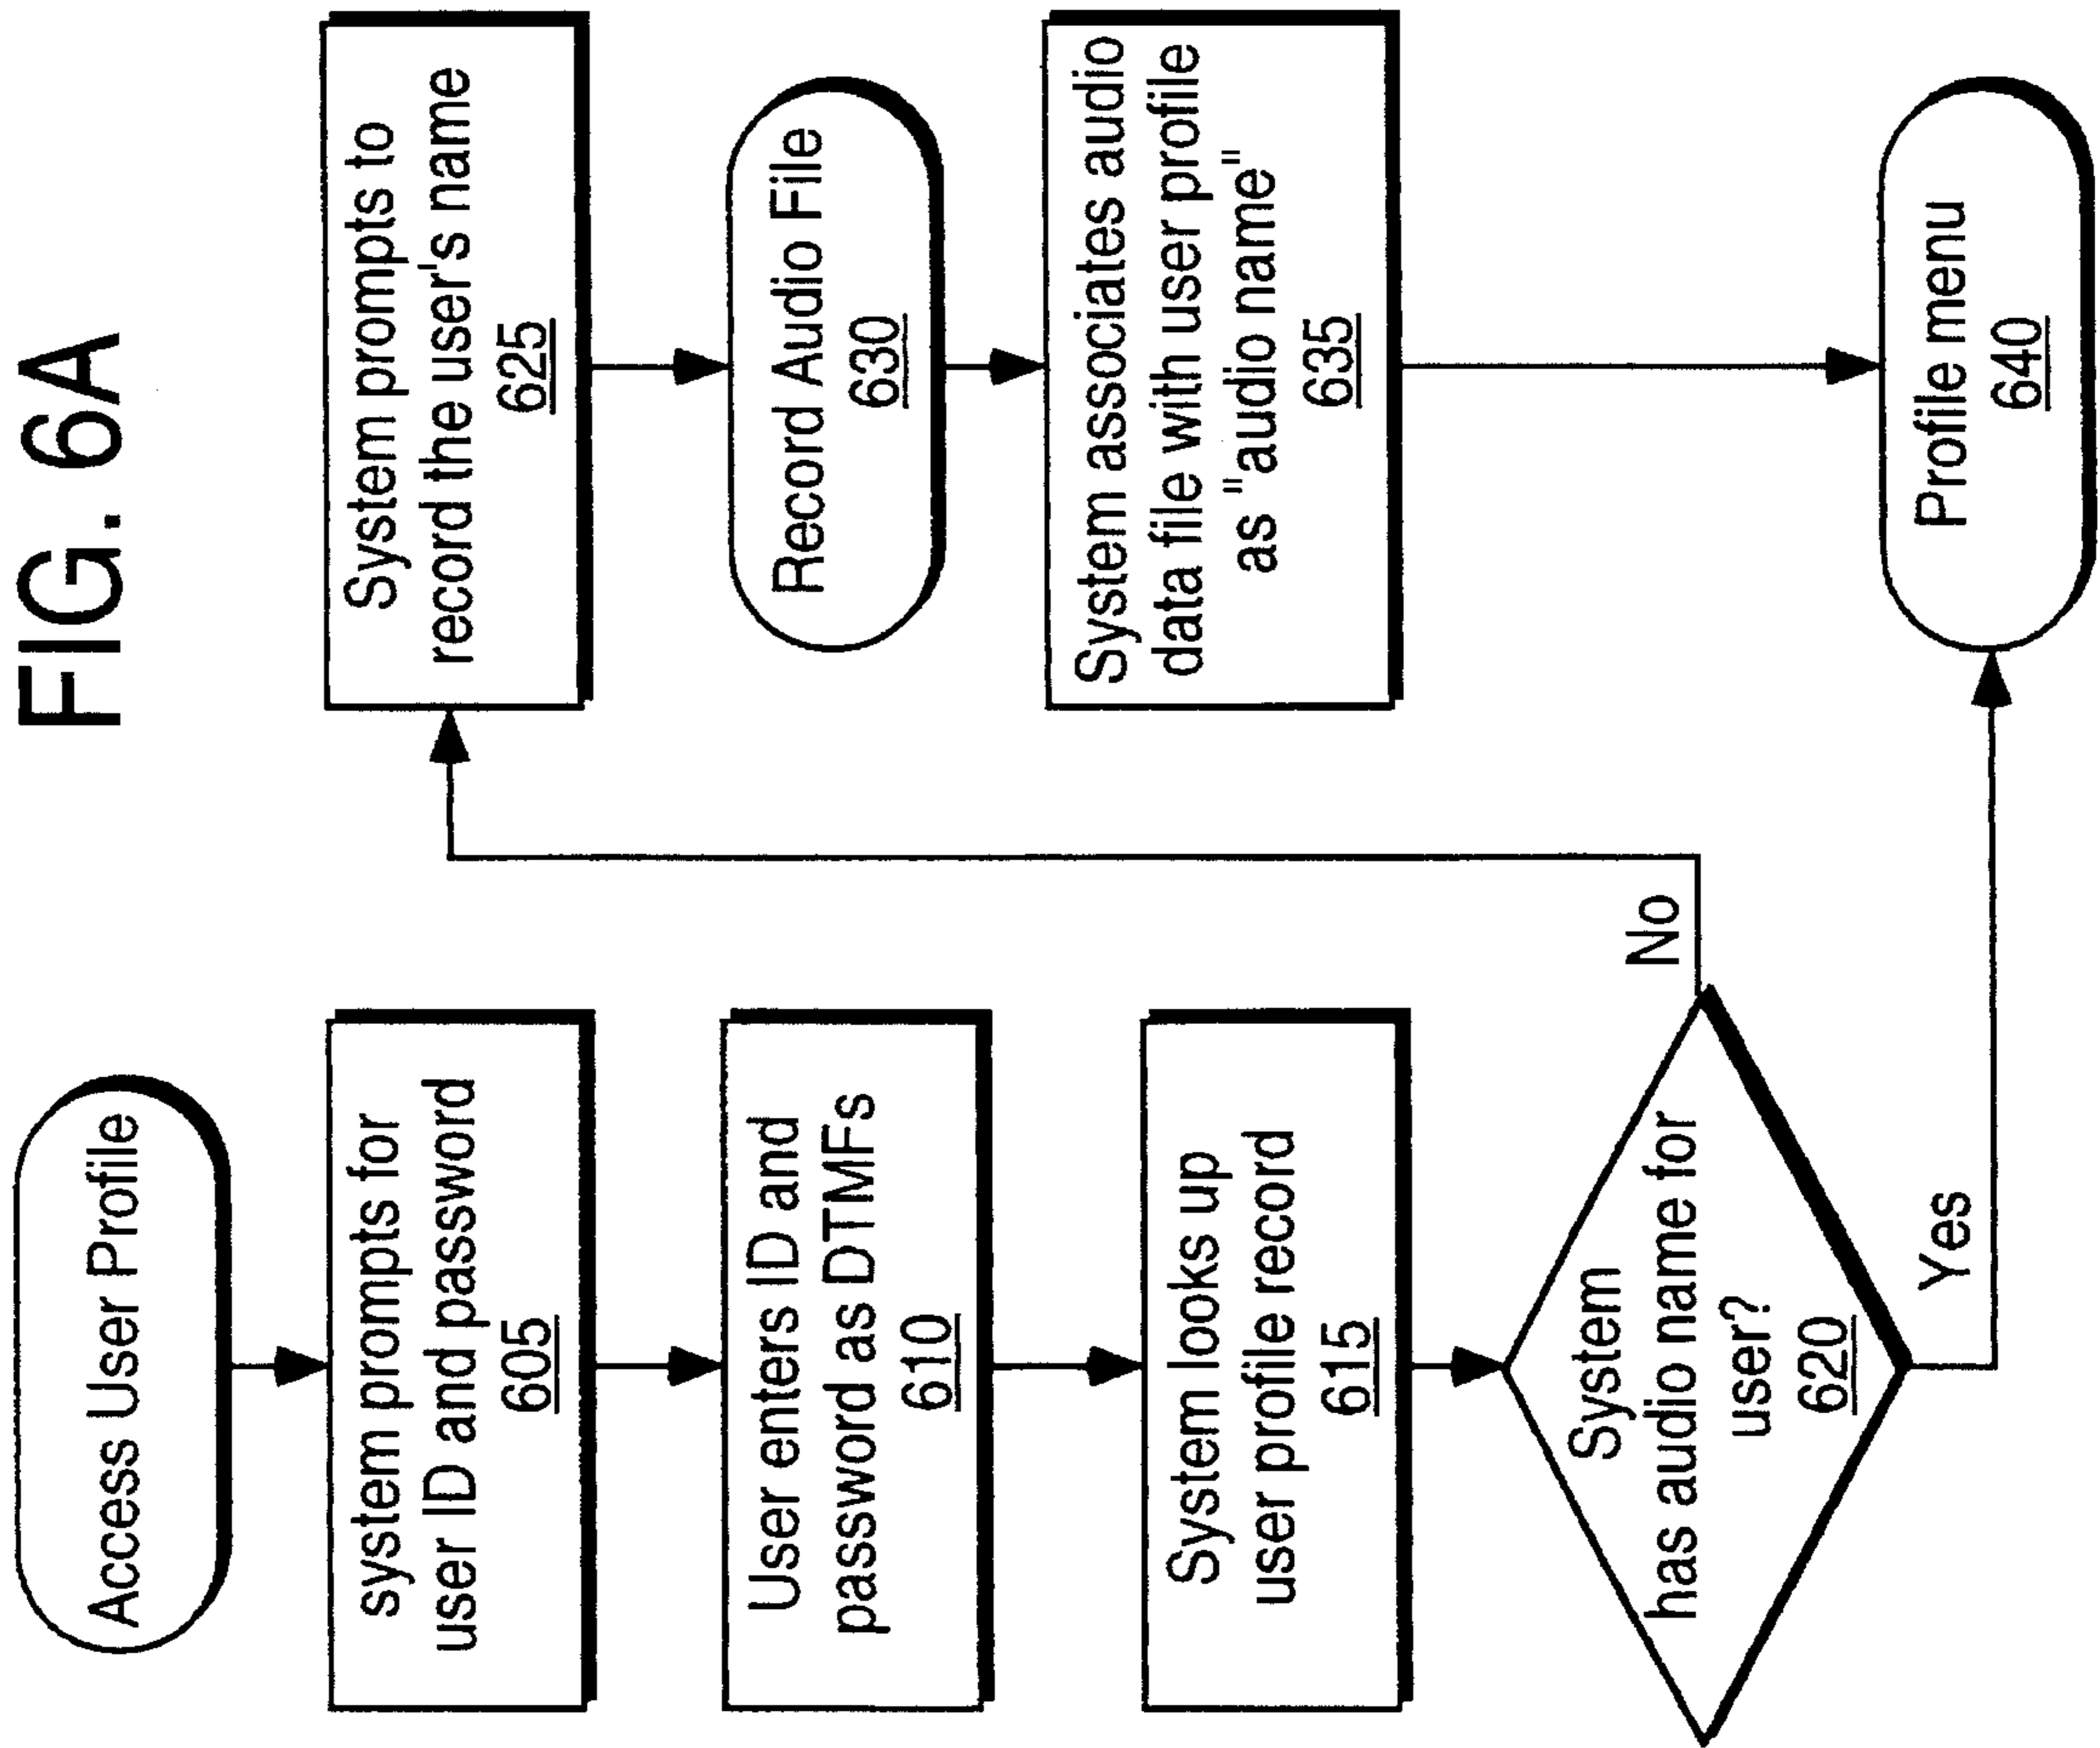 FIG. 6A
Access User Profile
system prompts for
user ID and password
605
User enters ID and
password as DTMFs
610
System looks up
user profile record
615
System
has audio name for
user?
620
No
Yes
System prompts to
record the user's name
625
Record Audio File
630
System associates audio
data file with user profile
as "audio name"
635
Profile menu
640